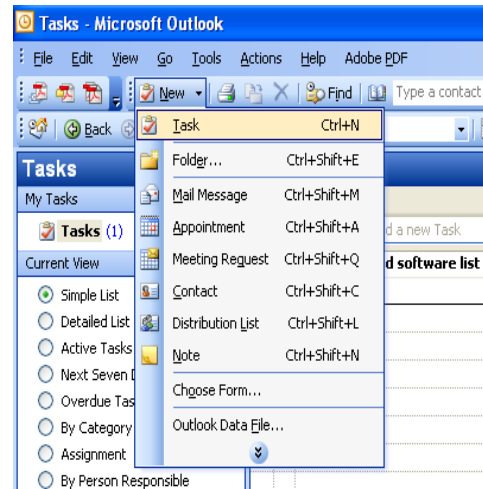 Tasks - Microsoft Outlook
File Edit View Go Tools Actions Help Adobe PDF
New Find Type a contact
Back
Task Ctrl+N
Tasks
Folder... Ctrl+Shift+E
My Tasks
Mail Message Ctrl+Shift+M
Tasks (1)
Appointment Ctrl+Shift+A
a new Task
Current View
Meeting Request Ctrl+Shift+Q
software list
Simple List
Contact Ctrl+Shift+C
Detailed List
Distribution List Ctrl+Shift+L
Active Tasks
Note Ctrl+Shift+N
Next Seven
Choose Form...
Overdue Tas
By Category
Outlook Data File...
Assignment
By Person Responsible